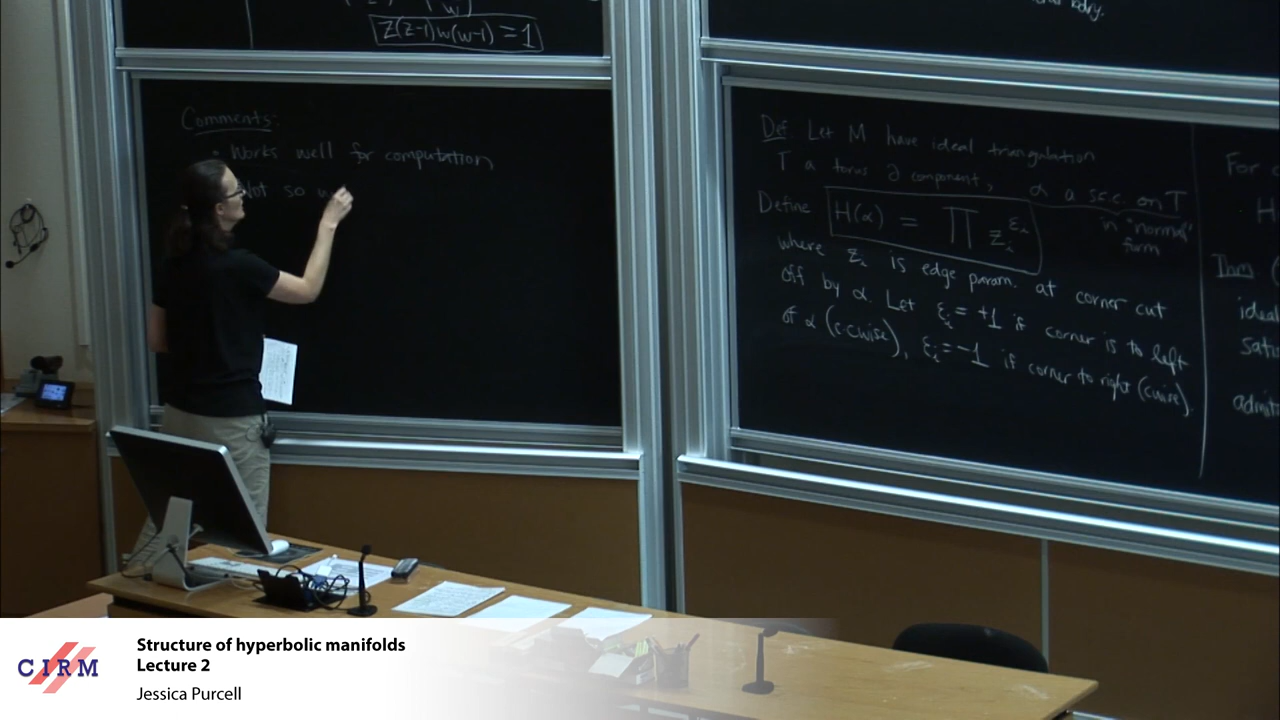 Z(Z-1)W(W-1) = 1
Comments:
• Works well for computation
Not so
Def Let M have ideal triangulation
T a torus ∂ component, α a s.c.c. on T
in "normal" form
Define H(α) = ∏ z_i^{ε_i}
where z_i is edge param. at corner cut
off by α. Let ε_i = +1 if corner is to left
of α (c-cwise), ε_i = -1 if corner to right (cwise).
For
H
Thm
ideal
admit
CIRM
Structure of hyperbolic manifolds
Lecture 2
Jessica Purcell